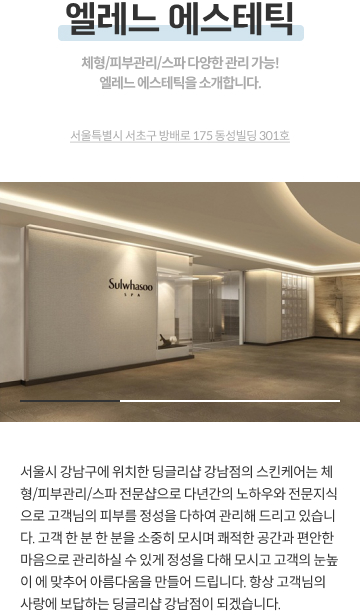 엘레느 에스테틱
체형/피부관리/스파 다양한 관리 가능!
엘레느 에스테틱을 소개합니다.
서울특별시 서초구 방배로 175 동성빌딩 301호
Sulwhasoo
SPA
서울시 강남구에 위치한 딩글리샵 강남점의 스킨케어는 체
형/피부관리/스파 전문샵으로 다년간의 노하우와 전문지식
으로 고객님의 피부를 정성을 다하여 관리해 드리고 있습니
다. 고객 한 분 한 분을 소중히 모시며 쾌적한 공간과 편안한
마음으로 관리하실 수 있게 정성을 다해 모시고 고객의 눈높
이 에 맞추어 아름다움을 만들어 드립니다. 항상 고객님의
사랑에 보답하는 딩글리샵 강남점이 되겠습니다.